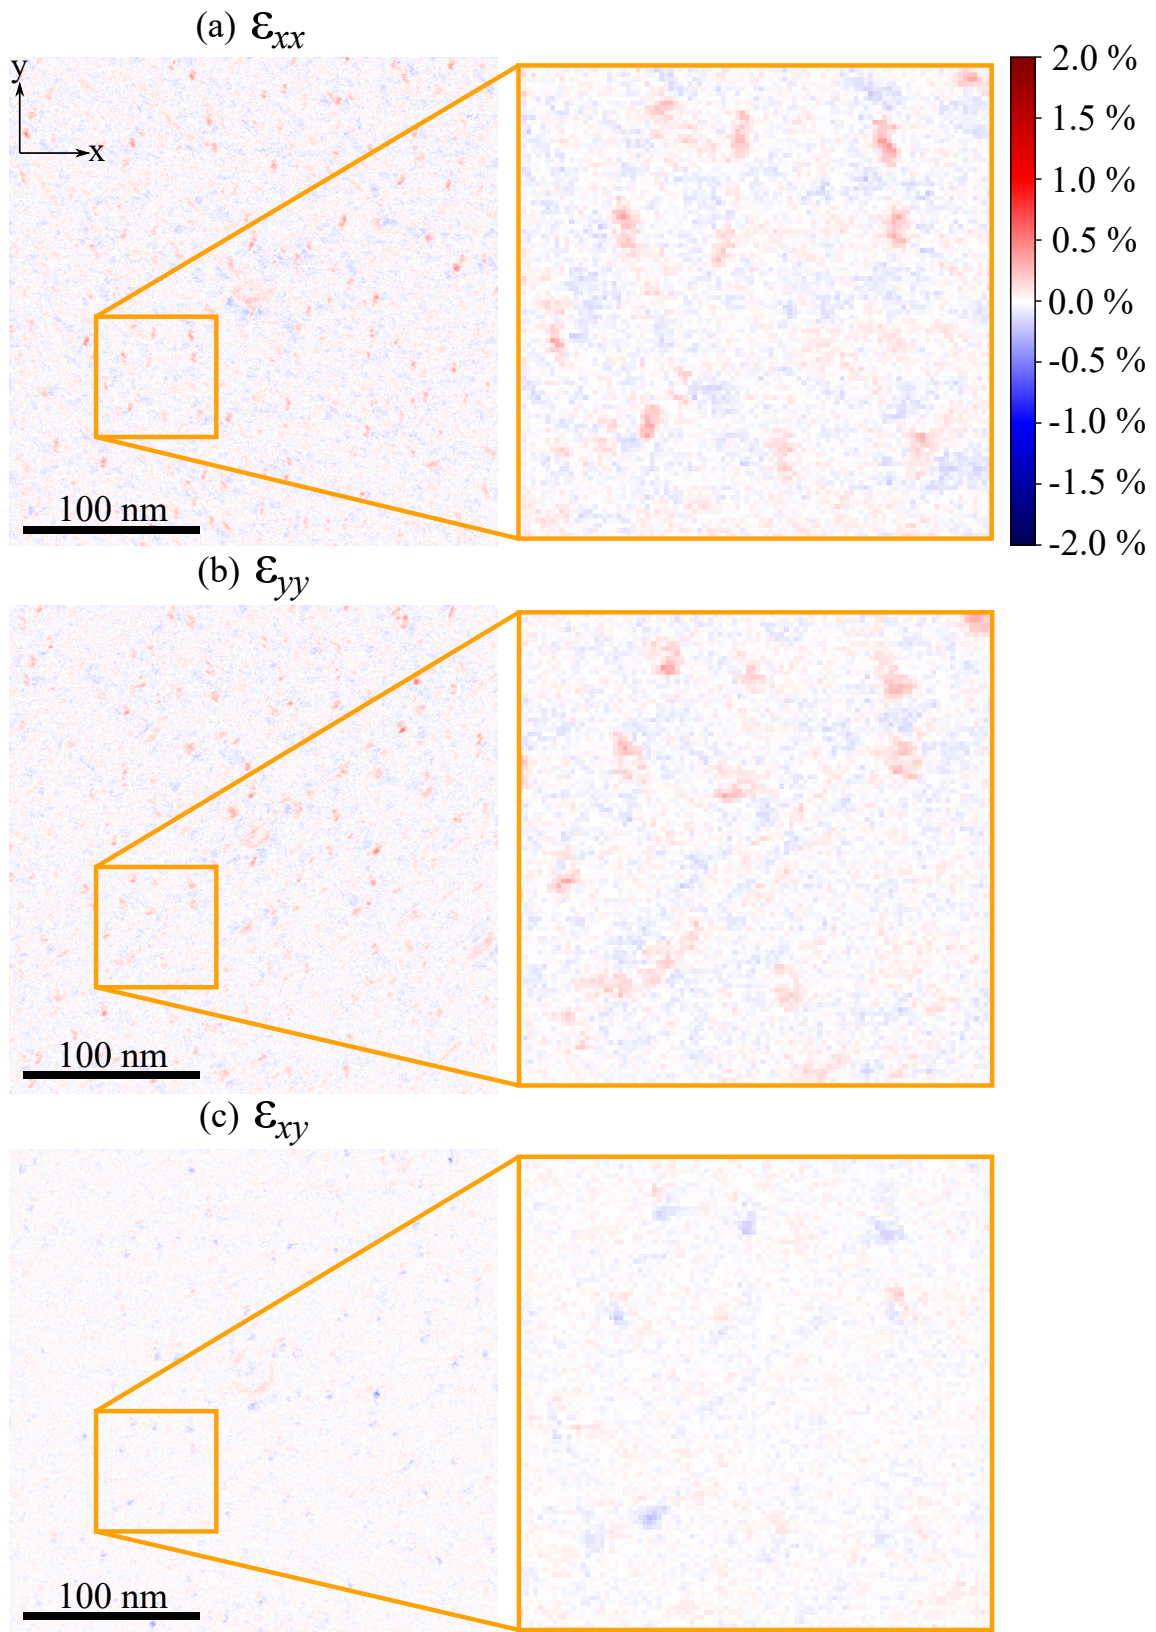 (a) εxx
y
x
2.0 %
1.5 %
1.0 %
0.5 %
0.0 %
-0.5 %
-1.0 %
-1.5 %
-2.0 %
100 nm
(b) εyy
100 nm
(c) εxy
100 nm